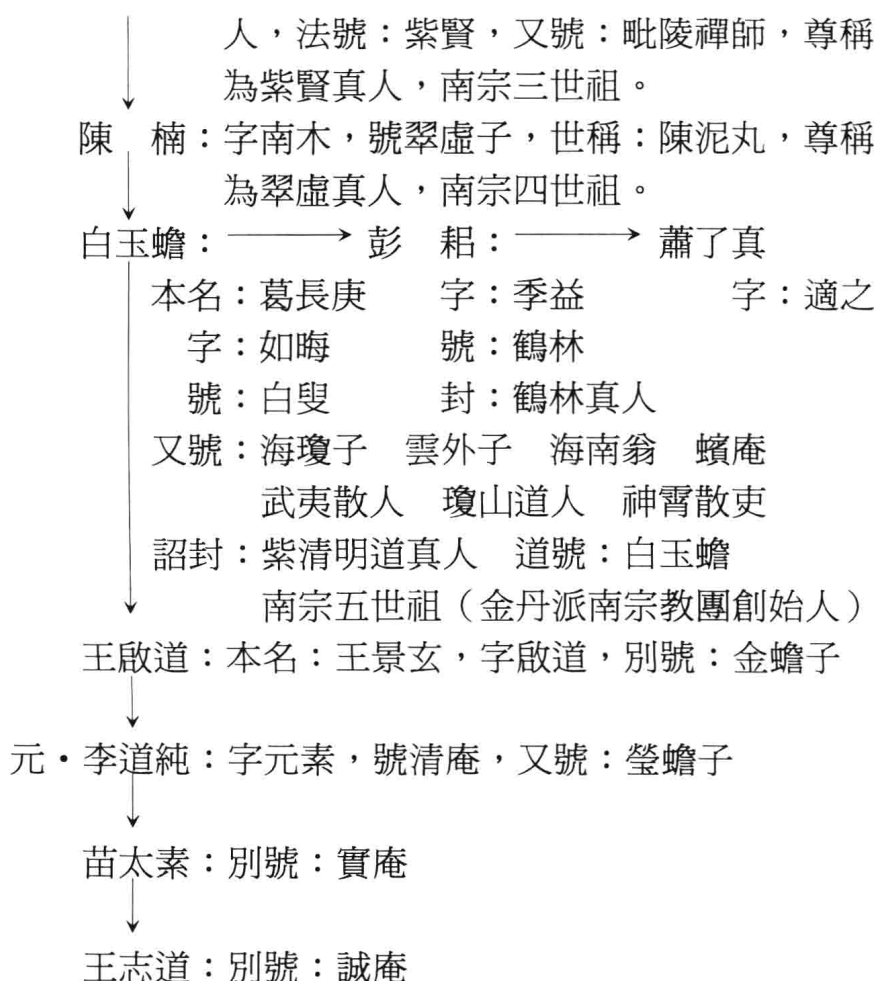 人，法號：紫賢，又號：毗陵禪師，尊稱
為紫賢真人，南宗三世祖。
陳　楠：字南木，號翠虛子，世稱：陳泥丸，尊稱
為翠虛真人，南宗四世祖。
白玉蟾：→彭　耜：→蕭了真
本名：葛長庚　字：季益　字：適之
字：如晦　號：鶴林
號：白叟　封：鶴林真人
又號：海瓊子　雲外子　海南翁　蠙庵
武夷散人　瓊山道人　神霄散吏
詔封：紫清明道真人　道號：白玉蟾
南宗五世祖（金丹派南宗教團創始人）
王啟道：本名：王景玄，字啟道，別號：金蟾子
元・李道純：字元素，號清庵，又號：瑩蟾子
苗太素：別號：實庵
王志道：別號：誠庵